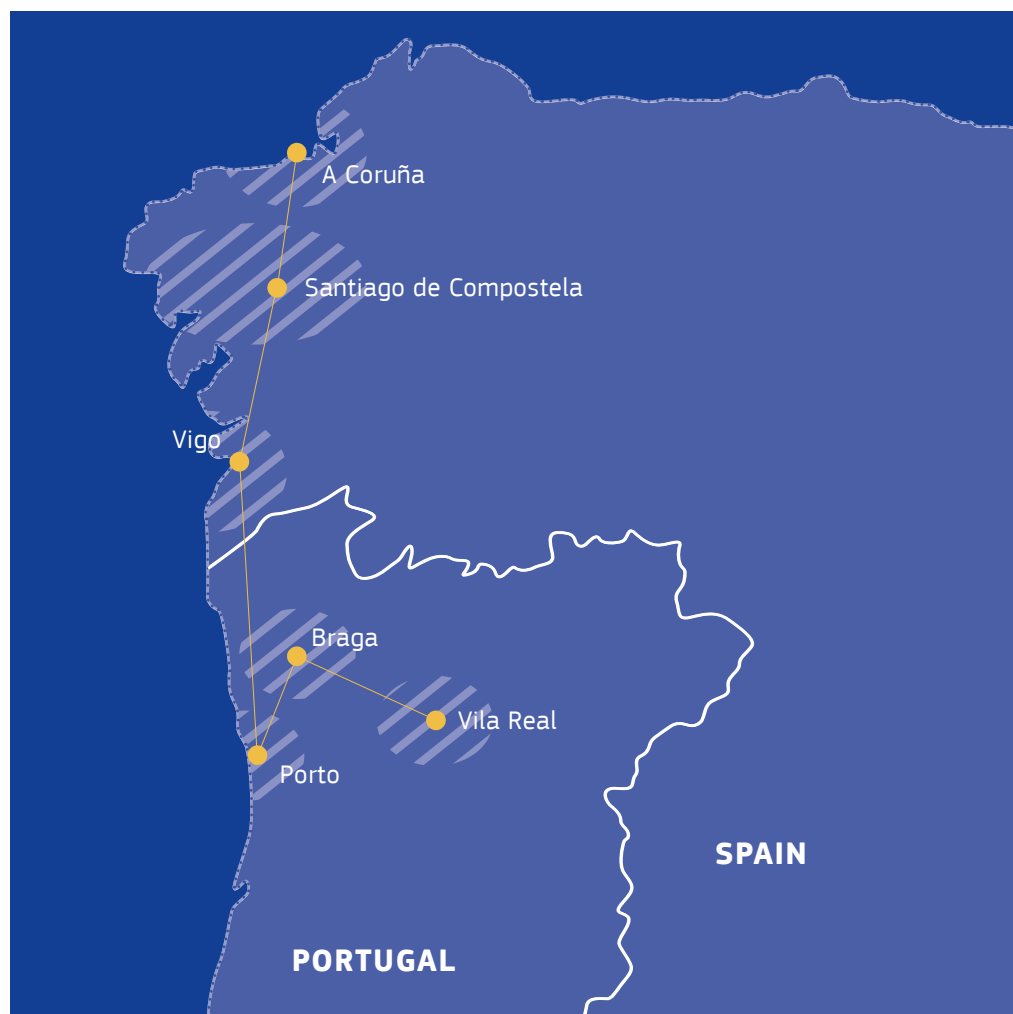 A Coruña
Santiago de Compostela
Vigo
Braga
Vila Real
Porto
SPAIN
PORTUGAL